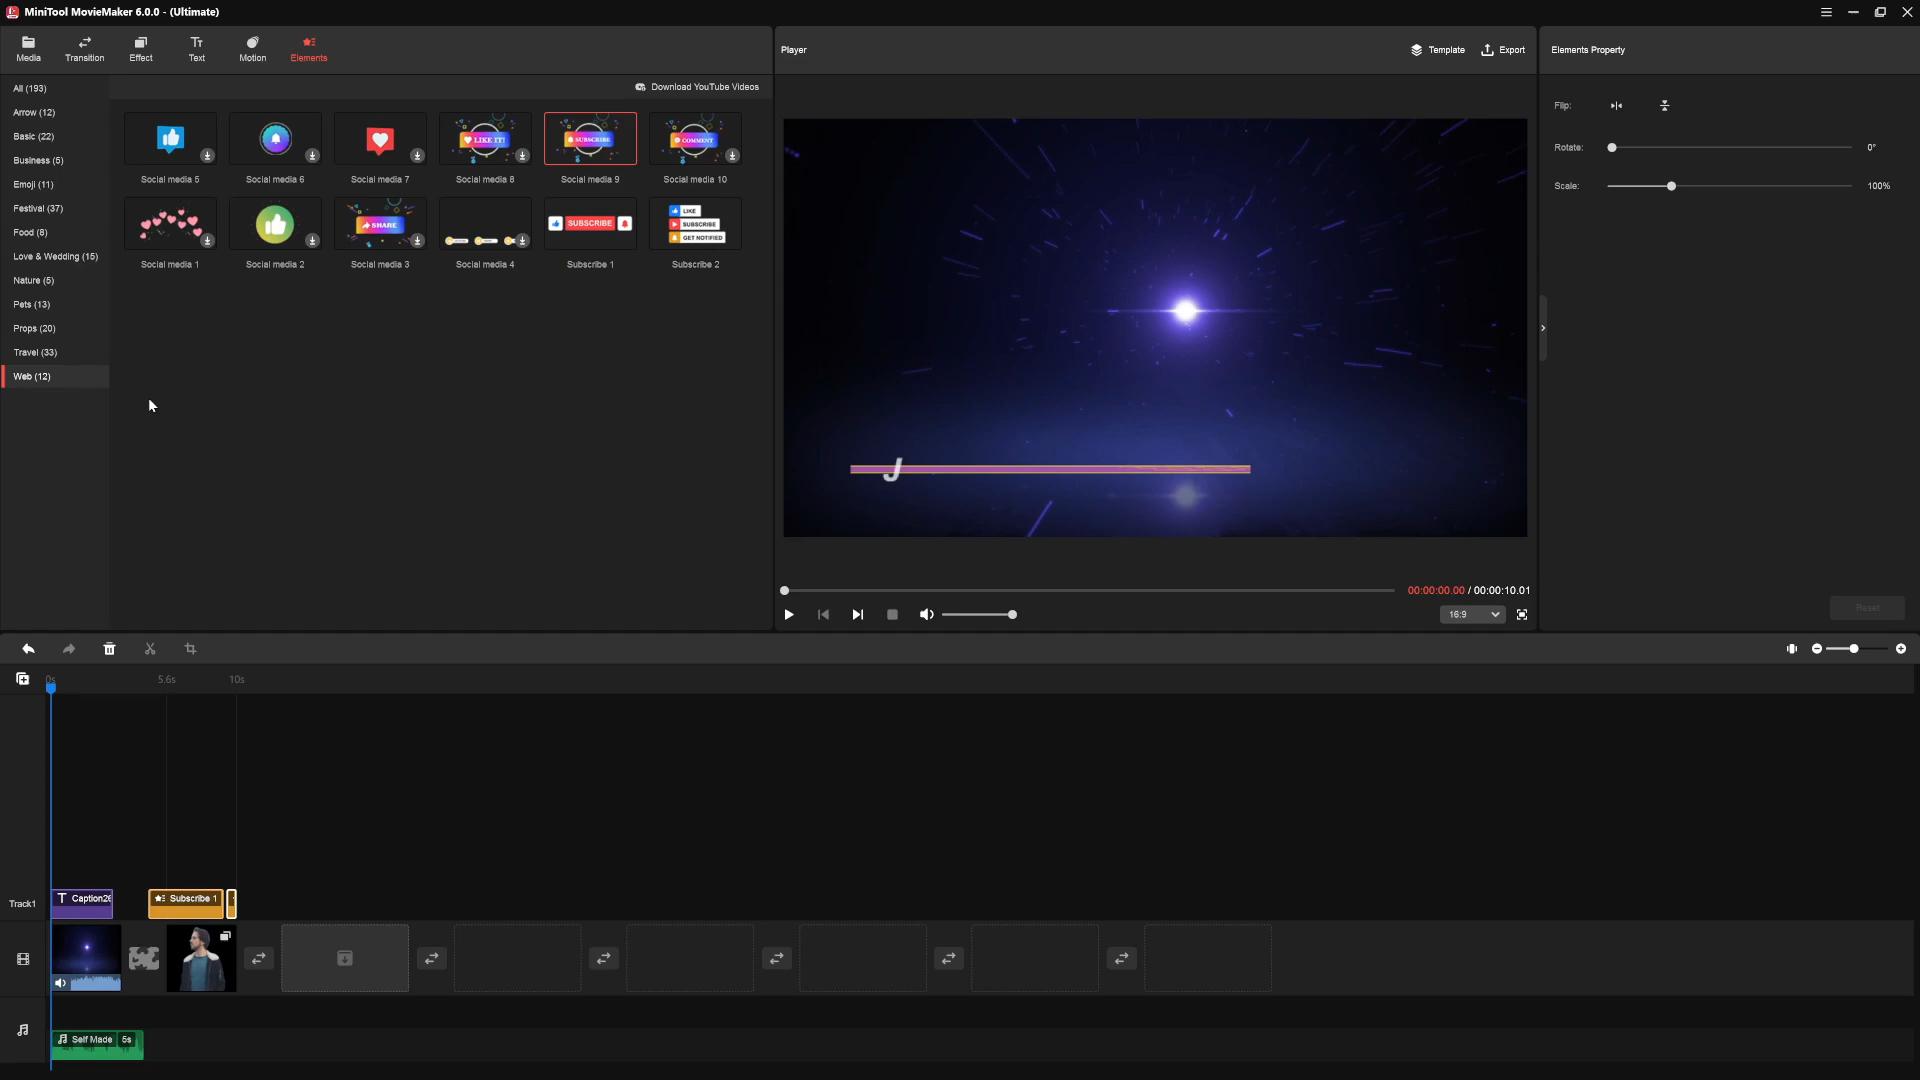 MiniTool MovieMaker 6.0.0 - (Ultimate)
Media
Transition
Effect
Text
Motion
Elements
Player
Template
Export
Elements Property
All (193)
Arrow (12)
Basic (22)
Business (5)
Emoji (11)
Festival (37)
Food (8)
Love & Wedding (15)
Nature (5)
Pets (13)
Props (20)
Travel (33)
Web (12)
Download YouTube Videos
LIKE IT!
SUBSCRIBE
COMMENT
Social media 5
Social media 6
Social media 7
Social media 8
Social media 9
Social media 10
SHARE
SUBSCRIBE
LIKE
SUBSCRIBE
GET NOTIFIED
Social media 1
Social media 2
Social media 3
Social media 4
Subscribe 1
Subscribe 2
J
Flip:
Rotate:
0°
Scale:
100%
Reset
00:00:00.00 / 00:00:10.01
16:9
0s
5.6s
10s
Track1
Caption26
Subscribe 1
Self Made
5s